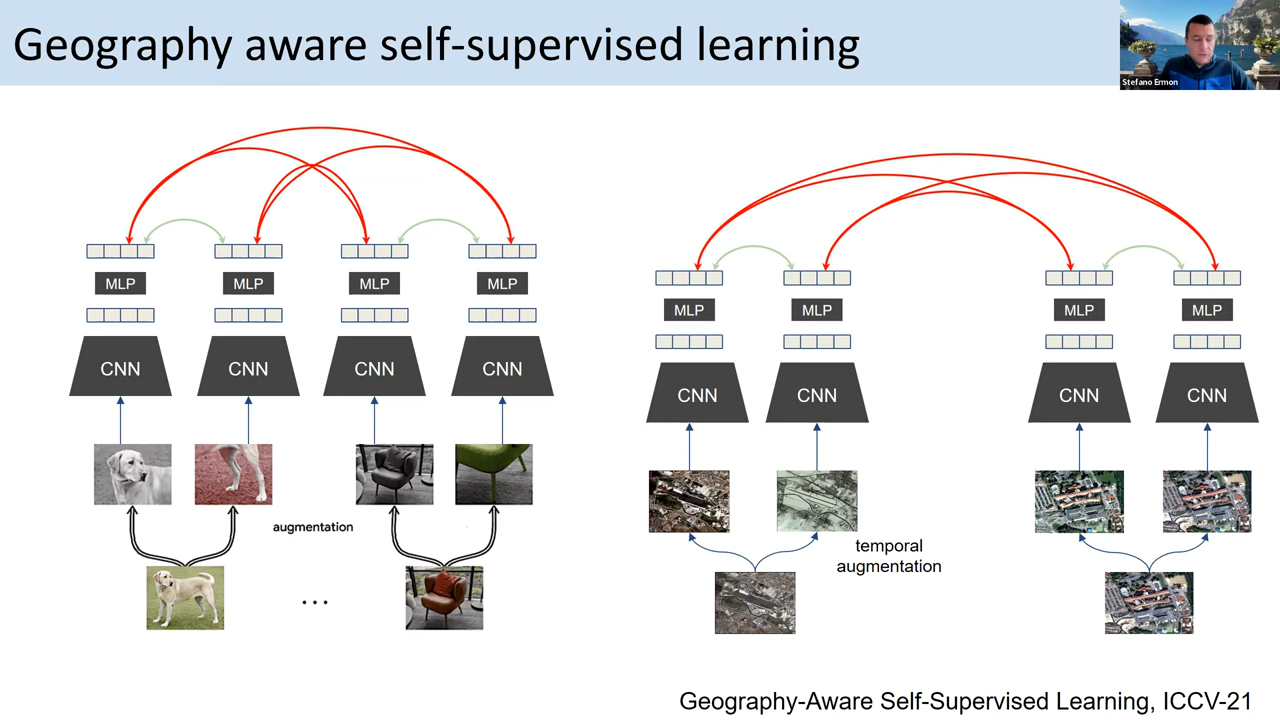 Geography aware self-supervised learning
Stefano Ermon
MLP
MLP
MLP
MLP
CNN
CNN
CNN
CNN
augmentation
...
MLP
MLP
MLP
MLP
CNN
CNN
CNN
CNN
temporal
augmentation
Geography-Aware Self-Supervised Learning, ICCV-21